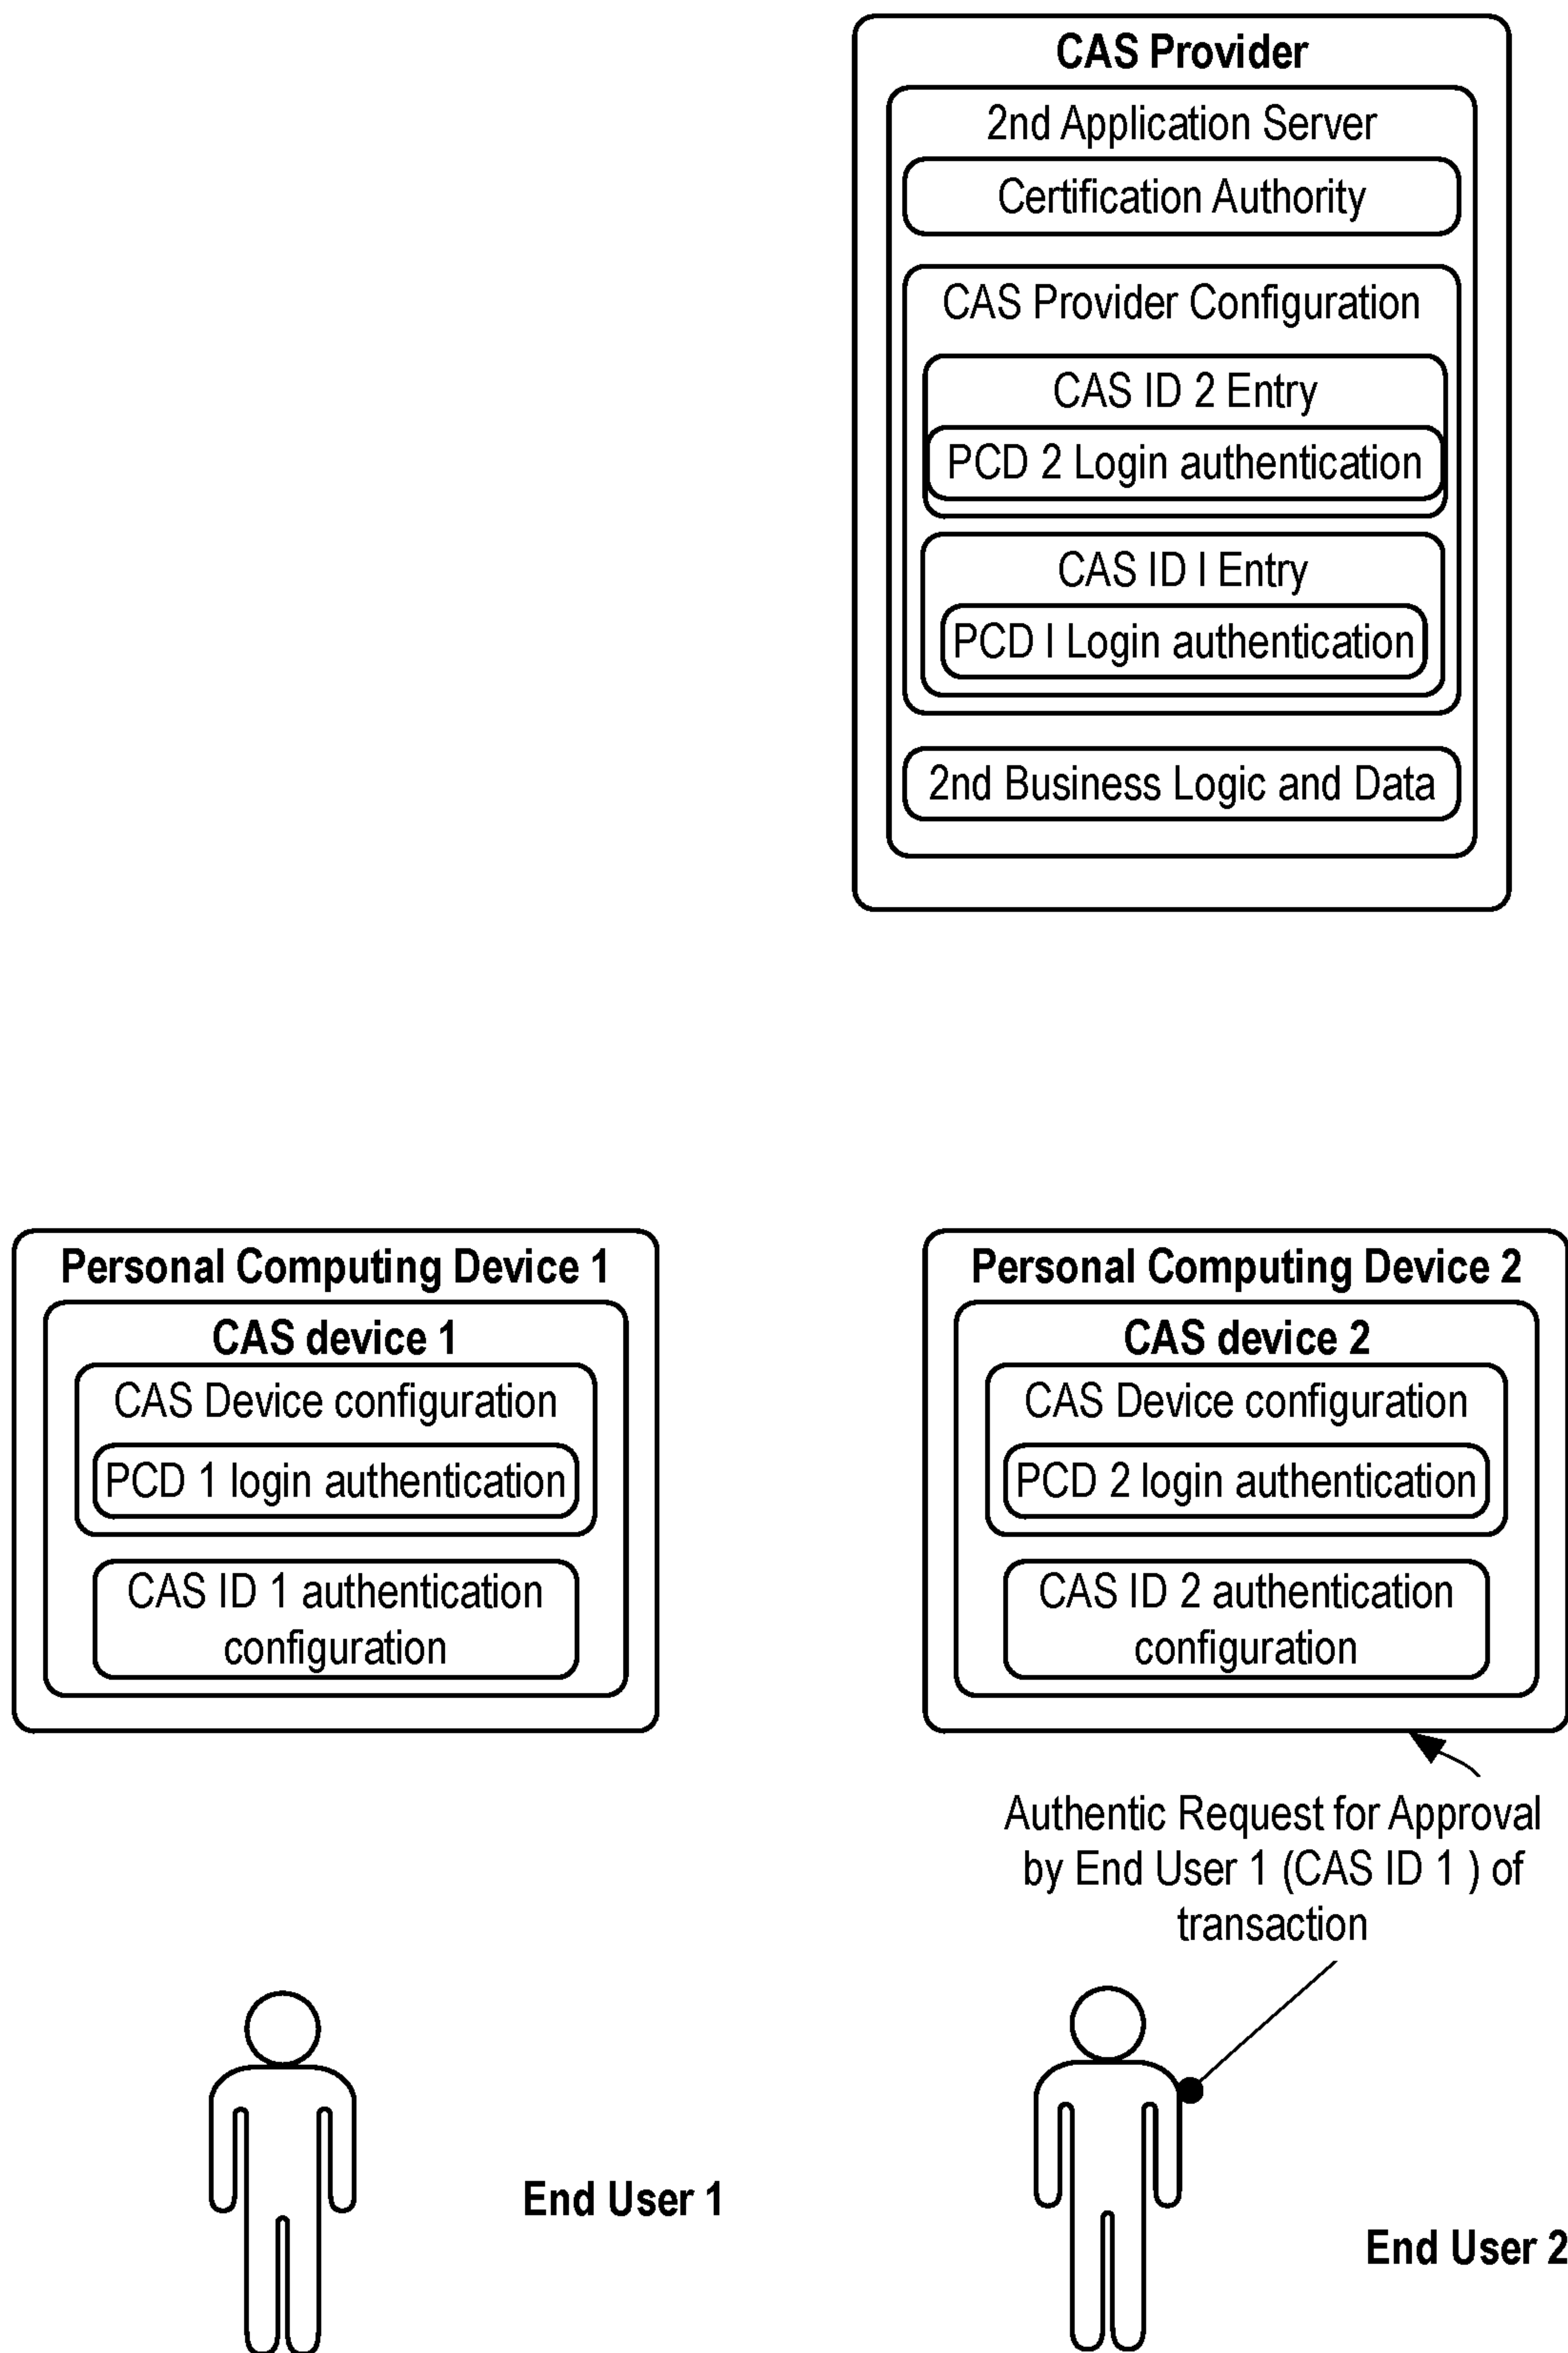 CAS Provider
2nd Application Server
Certification Authority
CAS Provider Configuration
CAS ID 2 Entry
PCD 2 Login authentication
CAS ID I Entry
PCD I Login authentication
2nd Business Logic and Data
Personal Computing Device 1
CAS device 1
CAS Device configuration
PCD 1 login authentication
CAS ID 1 authentication
configuration
Personal Computing Device 2
CAS device 2
CAS Device configuration
PCD 2 login authentication
CAS ID 2 authentication
configuration
Authentic Request for Approval
by End User 1 (CAS ID 1 ) of
transaction
End User 1
End User 2